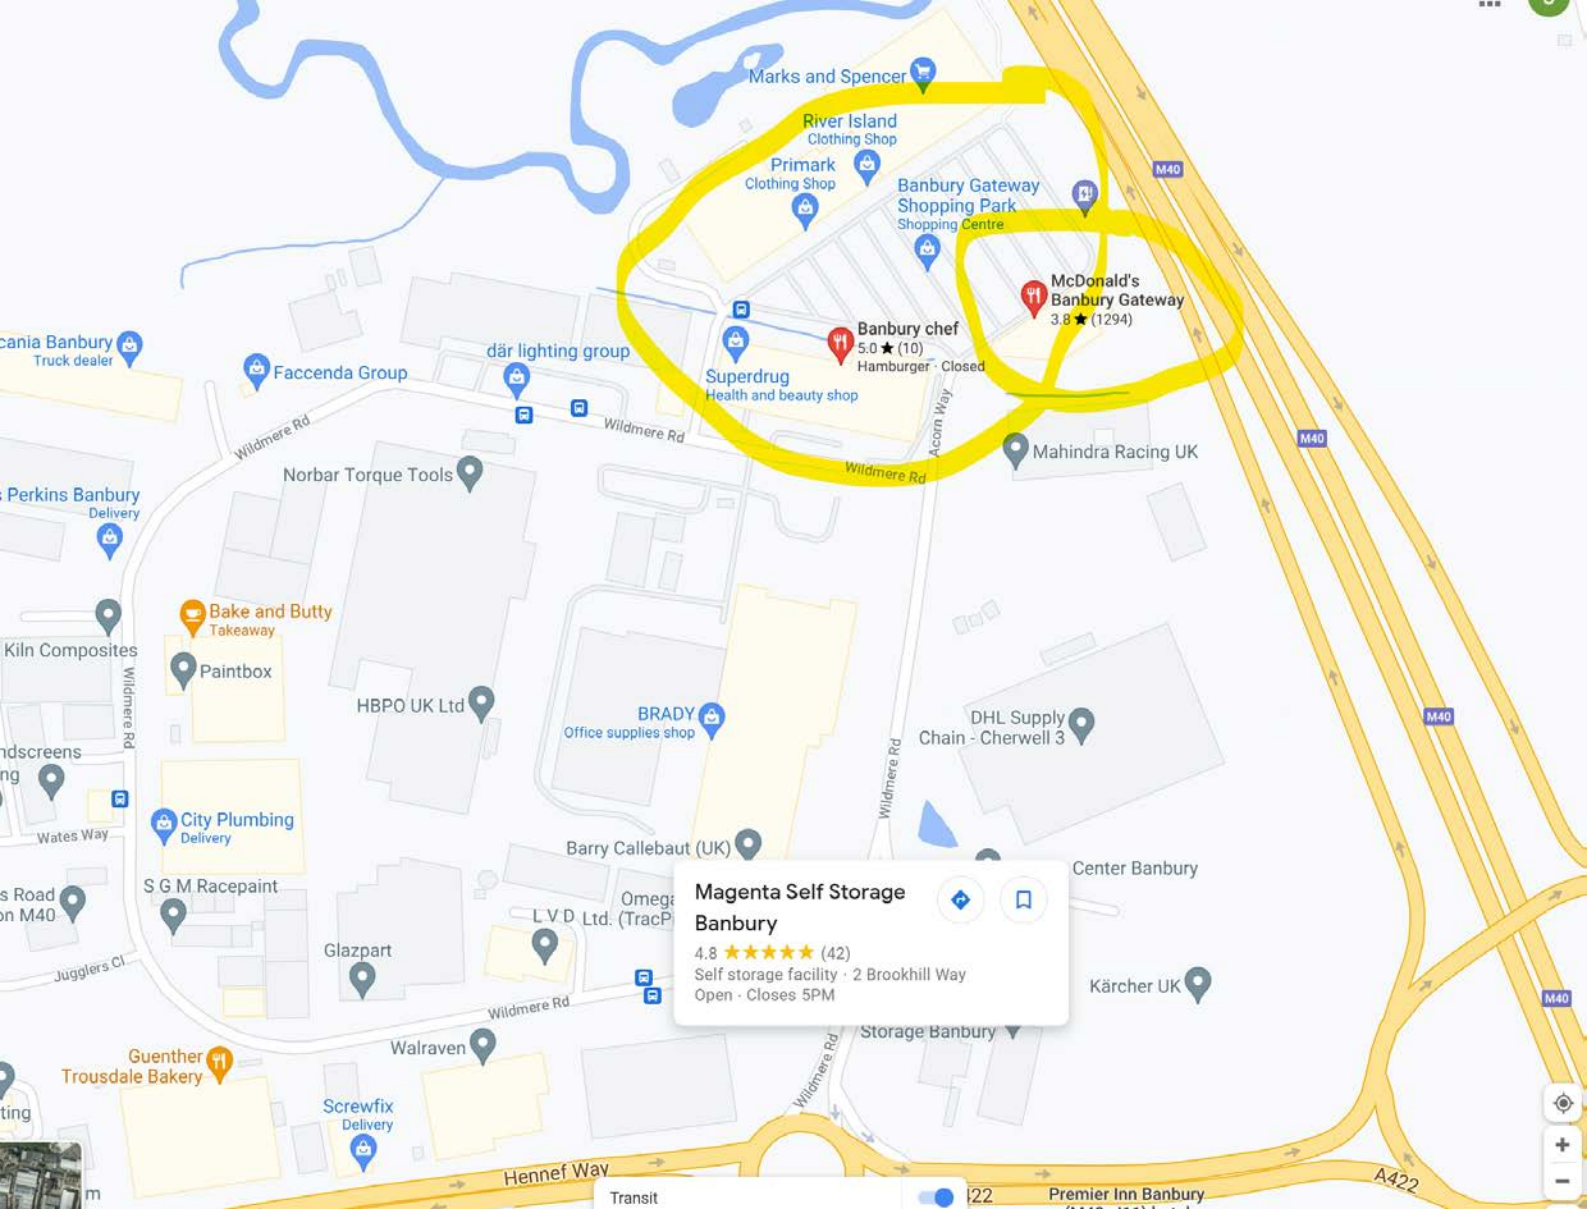 Marks and Spencer
M40
River Island
Clothing Shop
Primark
Clothing Shop
Banbury Gateway
Shopping Park
Shopping Centre
McDonald's
Banbury Gateway
3.8 ★ (1294)
Banbury chef
5.0 ★ (10)
Hamburger · Closed
cania Banbury
Truck dealer
där lighting group
Faccenda Group
Superdrug
Health and beauty shop
Wildmere Rd
Wildmere Rd
Acorn Way
Wildmere Rd
M40
Mahindra Racing UK
Norbar Torque Tools
s Perkins Banbury
Delivery
Bake and Butty
Takeaway
Kiln Composites
Paintbox
Wildmere Rd
HBPO UK Ltd
BRADY
Office supplies shop
DHL Supply
Chain - Cherwell 3
M40
ndscreens
ng
Wildmere Rd
City Plumbing
Delivery
Wates Way
Barry Callebaut (UK)
Center Banbury
S G M Racepaint
s Road
on M40
Omega
L V D Ltd. (TracP
Magenta Self Storage
Banbury
4.8 ★★★★★ (42)
Self storage facility · 2 Brookhill Way
Open · Closes 5PM
Glazpart
Jugglers Cl
Kärcher UK
M40
Wildmere Rd
Storage Banbury
Walraven
Guenther
Trousdale Bakery
Wildmere Rd
ting
Screwfix
Delivery
Hennef Way
A422
m
Transit
422
Premier Inn Banbury